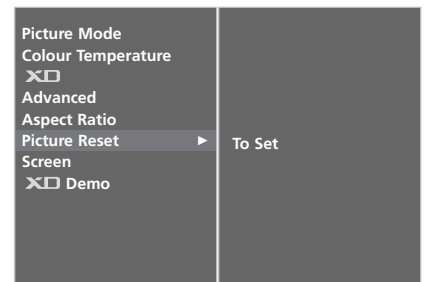 Picture Mode
Colour Temperature
XD
Advanced
Aspect Ratio
Picture Reset ►
To Set
Screen
XD Demo